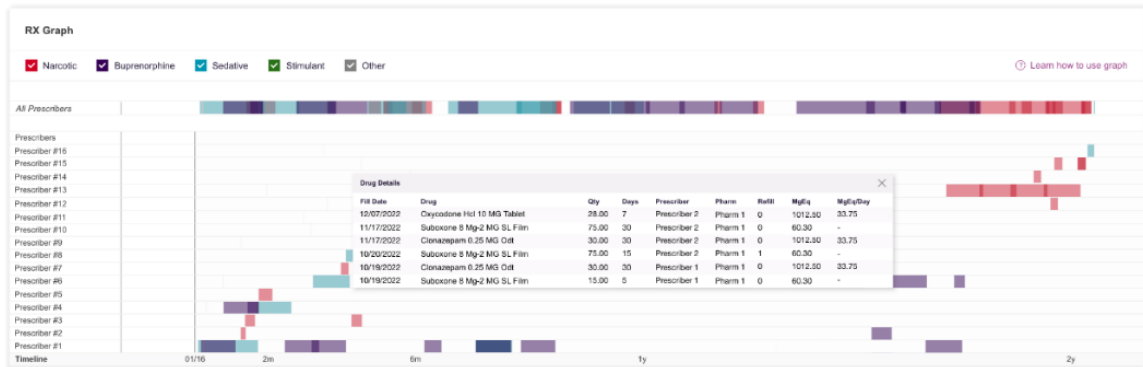 RX Graph
Narcotic Buprenorphine Sedative Stimulant Other Learn how to use graph
All Prescribers
Prescribers
Prescriber #16
Prescriber #15
Prescriber #14
Prescriber #13
Prescriber #12
Prescriber #11
Prescriber #10
Prescriber #9
Prescriber #8
Prescriber #7
Prescriber #6
Prescriber #5
Prescriber #4
Prescriber #3
Prescriber #2
Prescriber #1
Timeline 01/16 2m 6m 1y 2y
Drug Details
Fill Date Drug Qty Days Prescriber Pharm Refill MgEq MgEq/Day
12/07/2022 Oxycodone Hcl 10 MG Tablet 28.00 7 Prescriber 2 Pharm 1 0 1012.50 33.75
11/17/2022 Suboxone 8 Mg-2 MG SL Film 75.00 30 Prescriber 2 Pharm 1 0 60.30 -
11/17/2022 Clonazepam 0.25 MG Odt 30.00 30 Prescriber 2 Pharm 1 0 1012.50 33.75
10/20/2022 Suboxone 8 Mg-2 MG SL Film 75.00 15 Prescriber 2 Pharm 1 1 60.30 -
10/19/2022 Clonazepam 0.25 MG Odt 30.00 30 Prescriber 1 Pharm 1 0 1012.50 33.75
10/19/2022 Suboxone 8 Mg-2 MG SL Film 15.00 5 Prescriber 1 Pharm 1 0 60.30 -